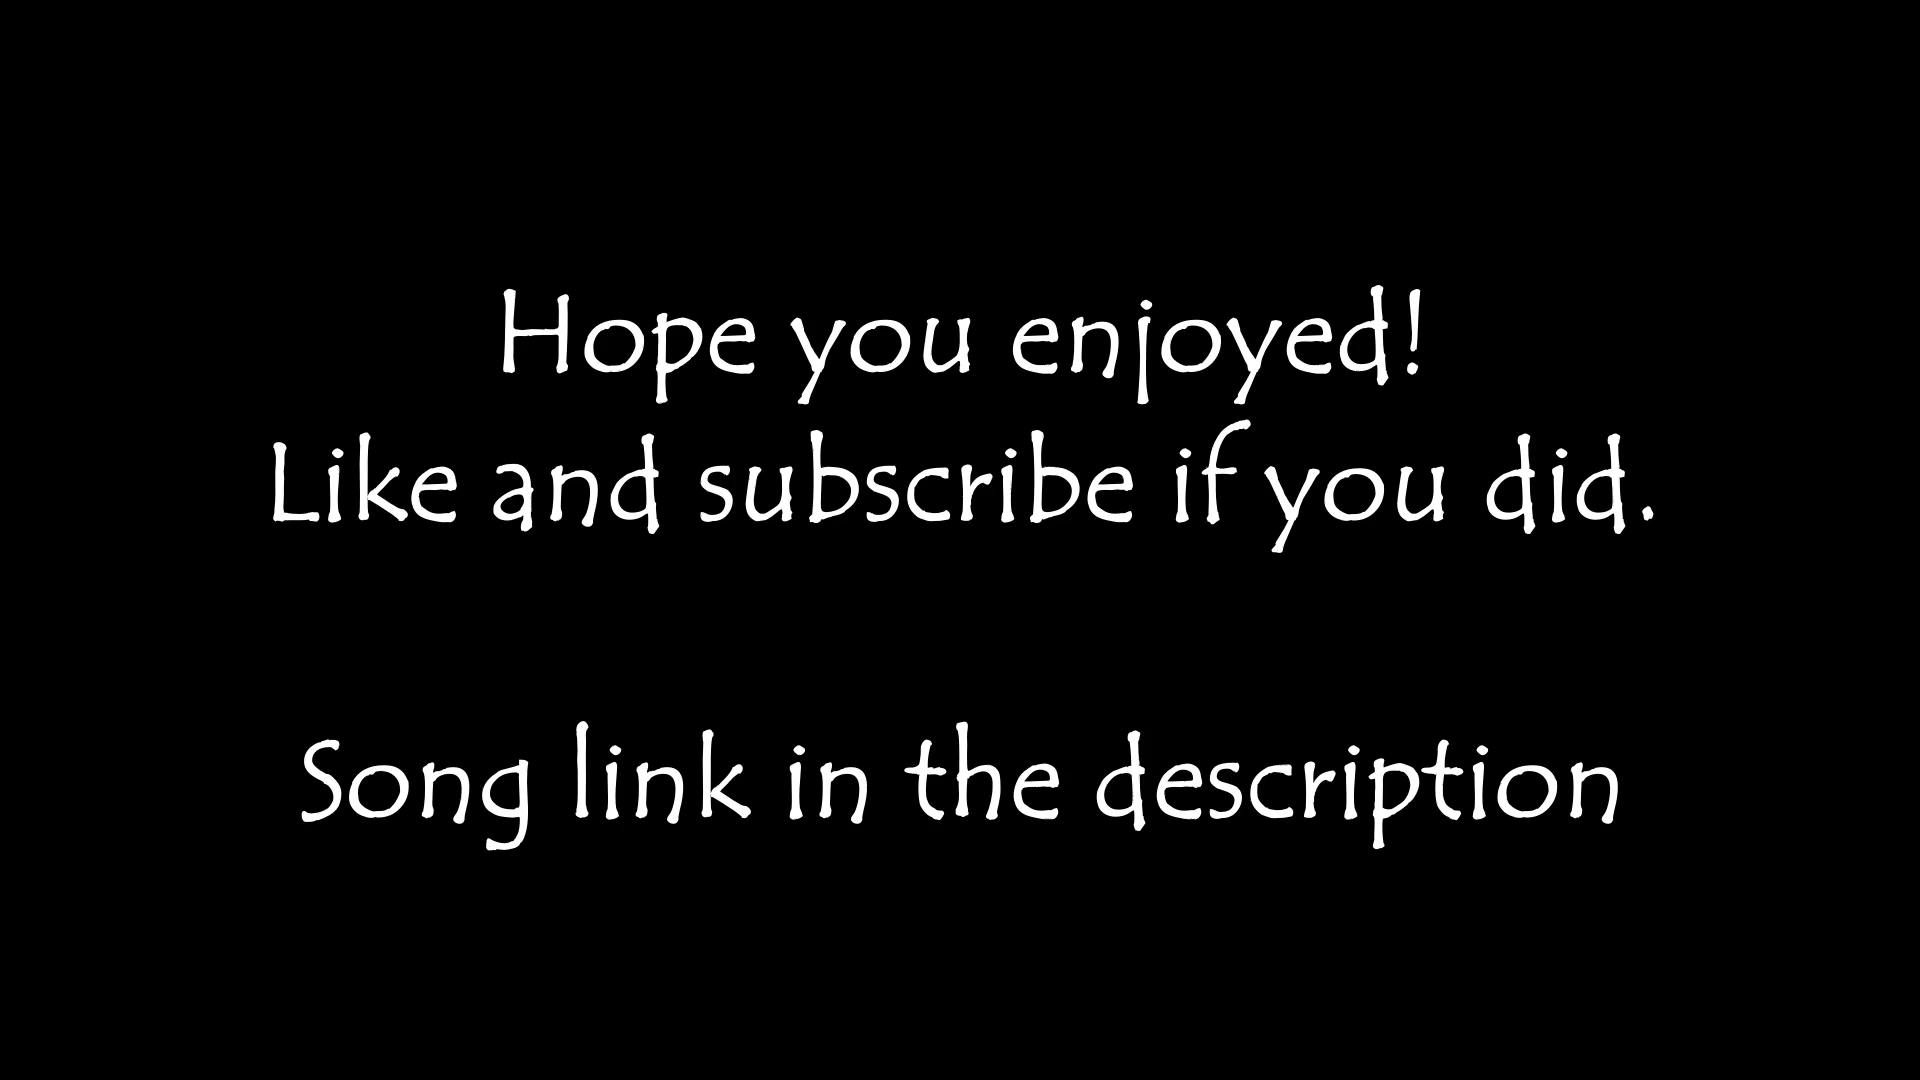 Hope you enjoyed!
Like and subscribe if you did.
Song link in the description